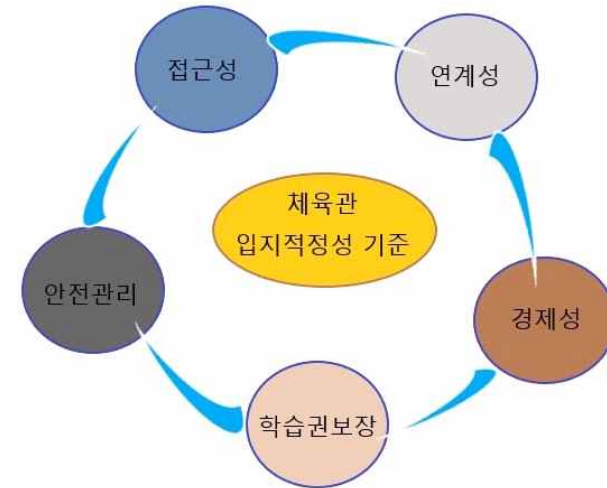 접근성
연계성
체육관
입지적정성 기준
안전관리
경제성
학습권보장